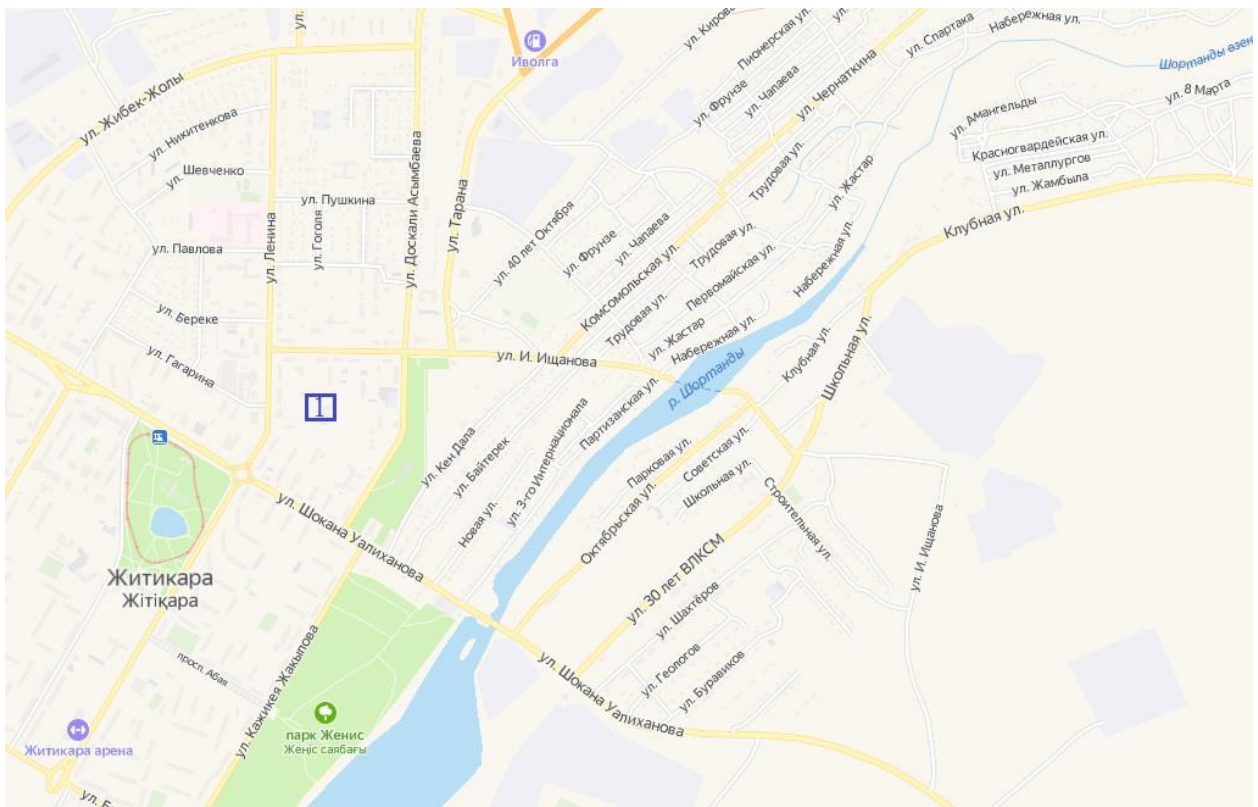 ул.
ул. Кирова
Пионерская ул.
ул.
ул. Спартака
Набережная ул.
Шортанды өзені
Иволга
ул. Жибек-Жолы
ул. Никитенкова
ул. Фрунзе
ул. Чапаева
ул. Чернаткина
ул. Амангельды
ул. 8 Марта
Красногвардейская ул.
ул. Металлургов
ул. Жамбыла
Шевченко
ул. Пушкина
ул. Гоголя
ул. Ленина
ул. Доскали Асымбаева
ул. Тарана
ул. Павлова
ул. 40 лет Октября
ул. Фрунзе
ул. Чапаева
Комсомольская ул.
Трудовая ул.
ул. Жастар
Трудовая ул.
Первомайская ул.
Набережная ул.
Клубная ул.
ул. Береке
ул. Гагарина
Трудовая ул.
ул. Жастар
Набережная ул.
ул. И. Ищанова
р. Шортанды
Клубная ул.
Школьная ул.
1
Партизанская ул.
ул. Кен Дала
ул. Байтерек
Новая ул.
ул. 3-го Интернационала
Парковая ул.
Советская ул.
Школьная ул.
Октябрьская ул.
Строительная ул.
ул. И. Ищанова
ул. Шокана Уалиханова
Житикара
Жітіқара
ул. 30 лет ВЛКСМ
ул. Шахтёров
ул. Геологов
ул. Буравиков
ул. Шокана Уалиханова
просп. Абая
ул. Кажикея Жакыпова
парк Женис
Жеңіс саябағы
Житикара арена